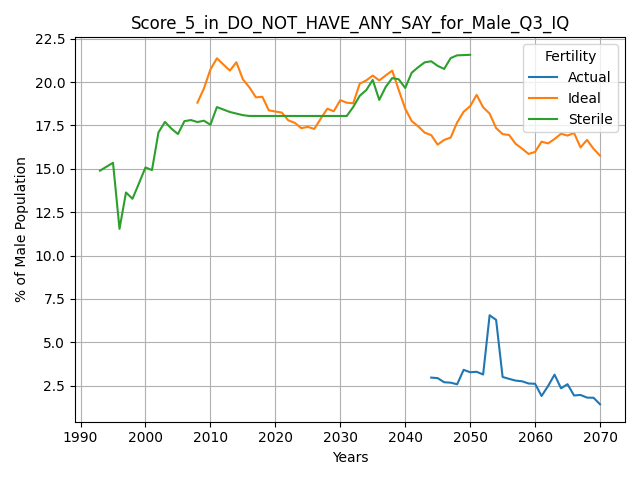 Score_5_in_DO_NOT_HAVE_ANY_SAY_for_Male_Q3_IQ
22.5
20.0
17.5
15.0
12.5
10.0
7.5
5.0
2.5
% of Male Population
Fertility
Actual
Ideal
Sterile
1990 2000 2010 2020 2030 2040 2050 2060 2070
Years